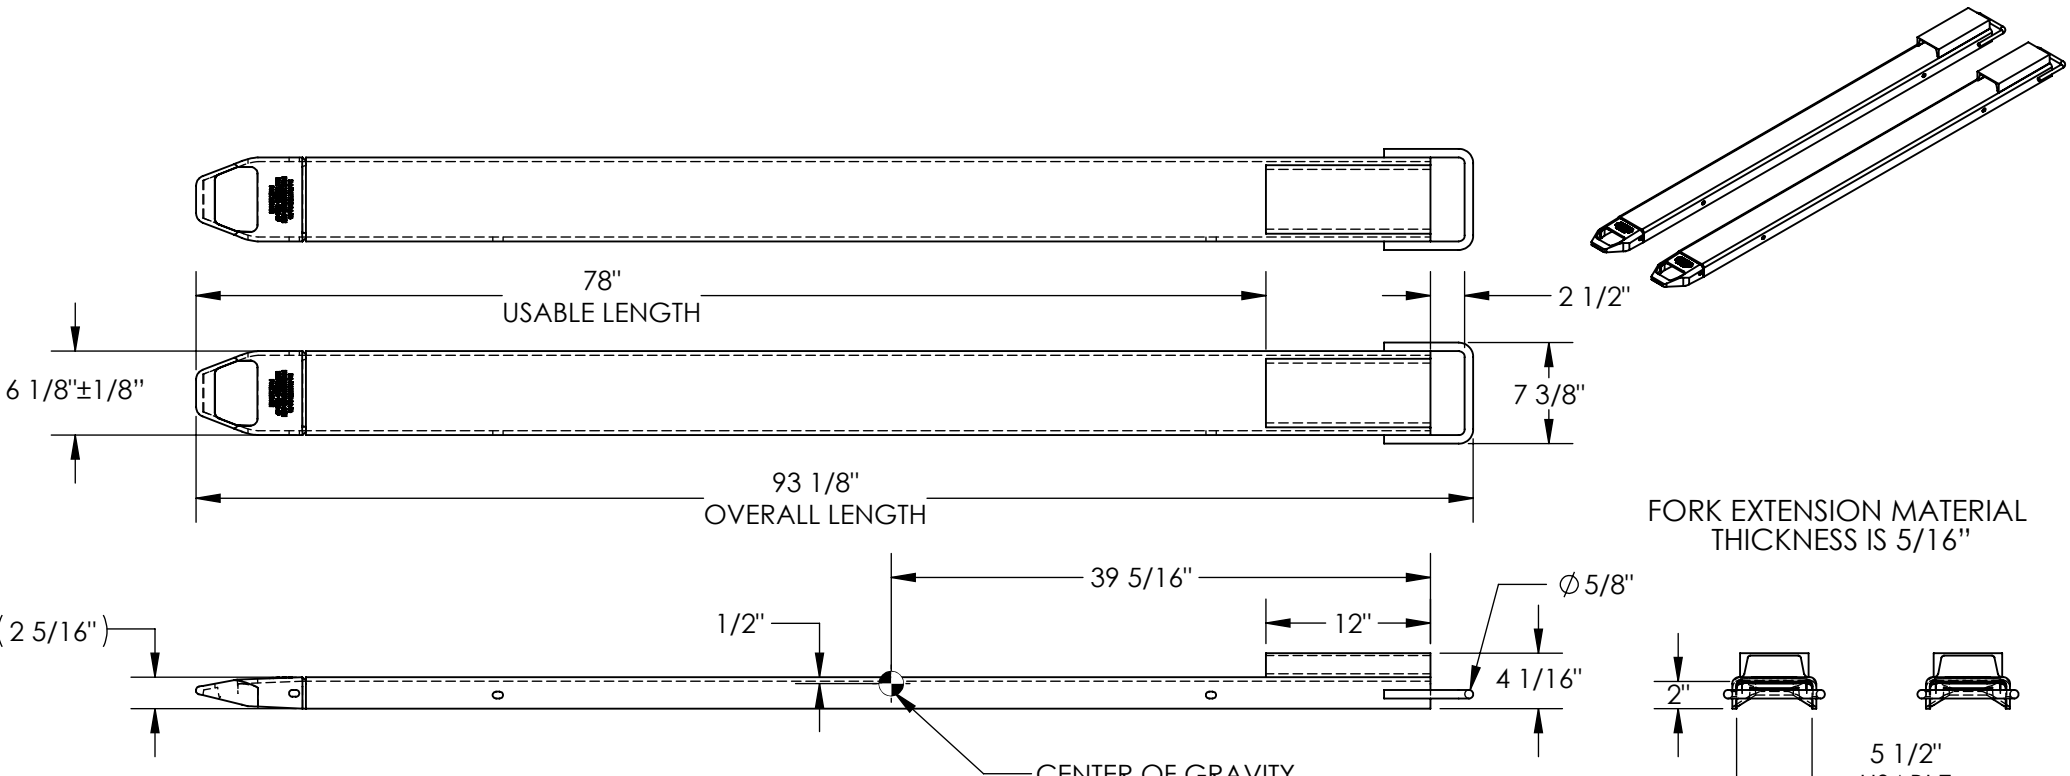 78"
USABLE LENGTH
2 1/2"
6 1/8"±1/8"
7 3/8"
93 1/8"
OVERALL LENGTH
FORK EXTENSION MATERIAL
THICKNESS IS 5/16"
39 5/16"
Ø 5/8"
(2 5/16")
1/2"
12"
4 1/16"
2"
5 1/2"
USABLE
CENTER OF GRAVITY